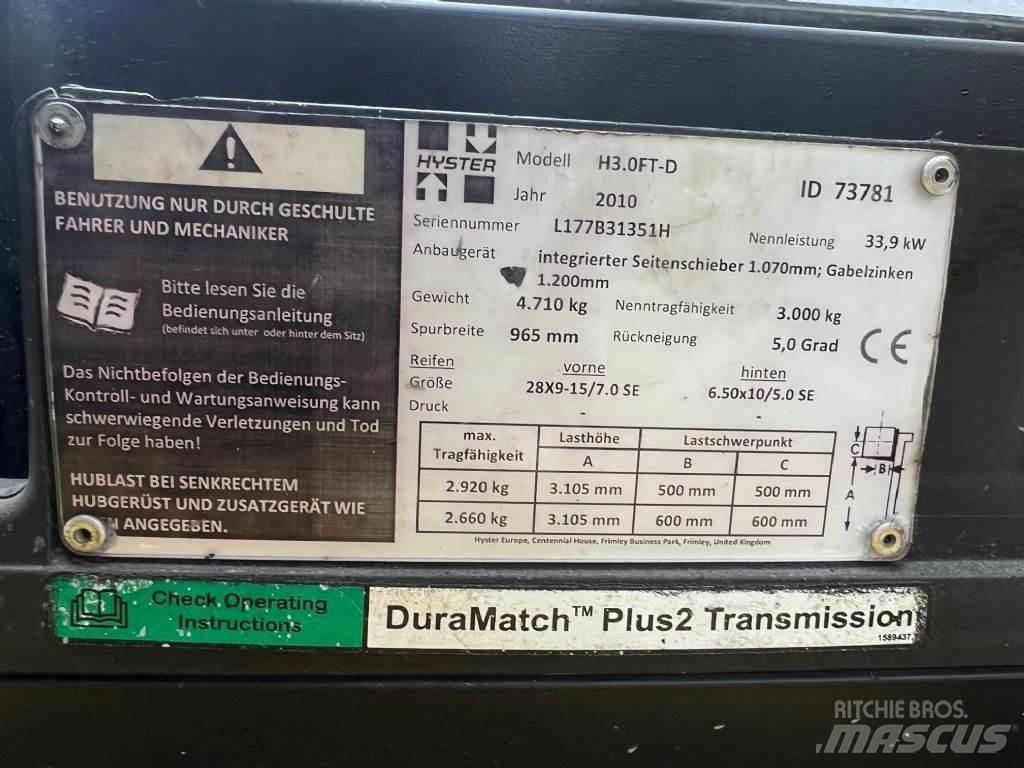 BENUTZUNG NUR DURCH GESCHULTE
FAHRER UND MECHANIKER
Bitte lesen Sie die
Bedienungsanleitung
(befindet sich unter oder hinter dem Sitz)
Das Nichtbefolgen der Bedienungs-
Kontroll- und Wartungsanweisung kann
schwerwiegende Verletzungen und Tod
zur Folge haben!
HUBLAST BEI SENKRECHTEM
HUBGERÜST UND ZUSATZGERÄT WIE
ANGEGEBEN.
HYSTER
Modell H3.0FT-D
ID 73781
Jahr 2010
Seriennummer L177B31351H
Nennleistung 33,9 kW
Anbaugerät integrierter Seitenschieber 1.070mm; Gabelzinken
1.200mm
Gewicht 4.710 kg Nenntragfähigkeit 3.000 kg
Spurbreite 965 mm Rückneigung 5,0 Grad
CE
Reifen vorne hinten
Größe 28X9-15/7.0 SE 6.50x10/5.0 SE
Druck - -
max. Tragfähigkeit Lasthöhe Lastschwerpunkt
A B C
2.920 kg 3.105 mm 500 mm 500 mm
2.660 kg 3.105 mm 600 mm 600 mm
C
B
A
Hyster Europe, Centennial House, Frimley Business Park, Frimley, United Kingdom
Check Operating
Instructions
DuraMatch™ Plus2 Transmission
1589437
RITCHIE BROS.
MASCUS